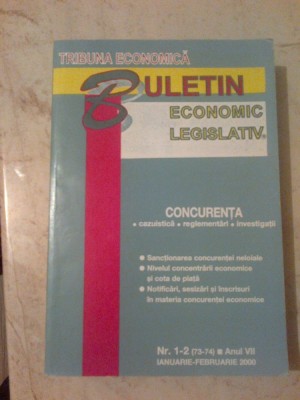 TRIBUNA ECONOMICĂ
BULETIN
ECONOMIC
LEGISLATIV
CONCURENȚA
• cazuistică • reglementări • investigații
• Sancționarea concurenței neloiale
• Nivelul concentrării economice
și cota de piață
• Notificări, sesizări și înscrisuri
în materia concurenței economice
Nr. 1-2 (73-74) ■ Anul VII
IANUARIE-FEBRUARIE 2000